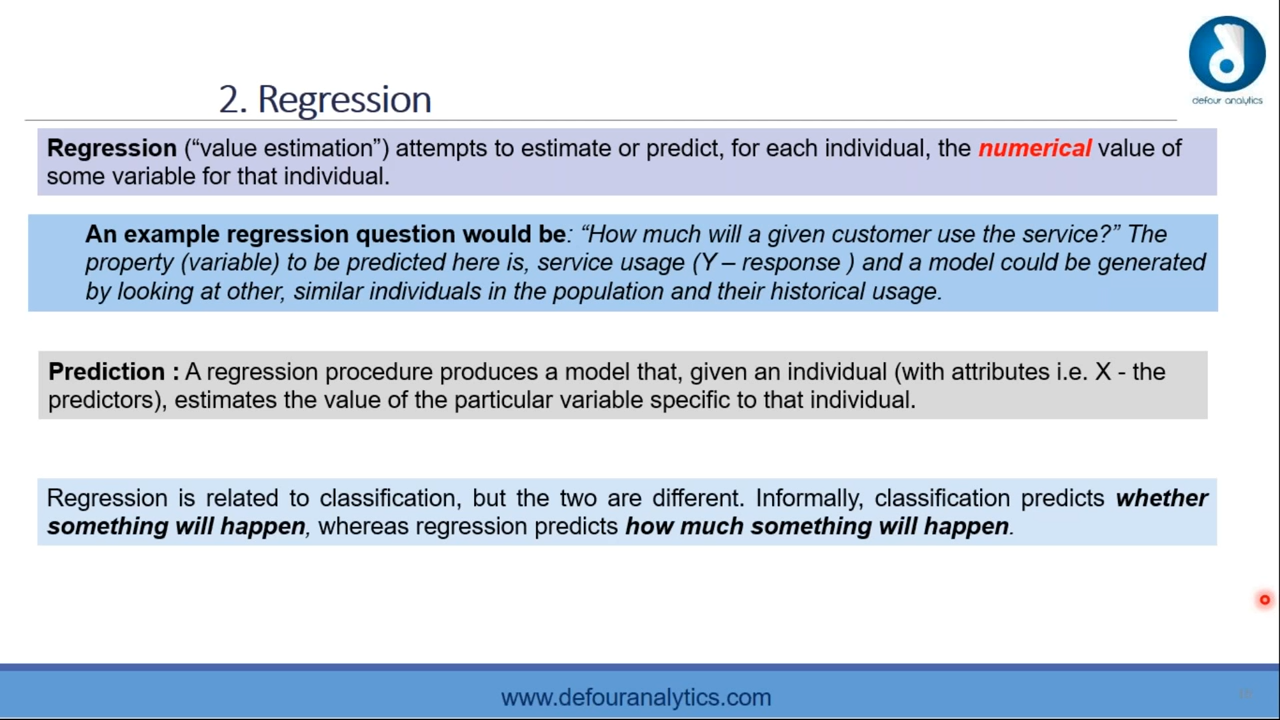 defour analytics
2. Regression
Regression (“value estimation”) attempts to estimate or predict, for each individual, the numerical value of
some variable for that individual.
An example regression question would be: “How much will a given customer use the service?” The
property (variable) to be predicted here is, service usage (Y – response ) and a model could be generated
by looking at other, similar individuals in the population and their historical usage.
Prediction : A regression procedure produces a model that, given an individual (with attributes i.e. X - the
predictors), estimates the value of the particular variable specific to that individual.
Regression is related to classification, but the two are different. Informally, classification predicts whether
something will happen, whereas regression predicts how much something will happen.
www.defouranalytics.com